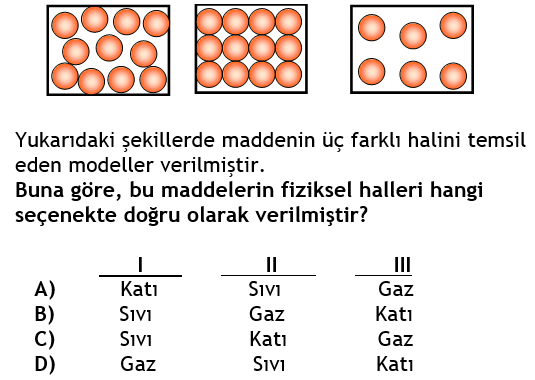 Yukarıdaki şekillerde maddenin üç farklı halini temsil
eden modeller verilmiştir.
Buna göre, bu maddelerin fiziksel halleri hangi
seçenekte doğru olarak verilmiştir?
I II III
A) Katı Sıvı Gaz
B) Sıvı Gaz Katı
C) Sıvı Katı Gaz
D) Gaz Sıvı Katı